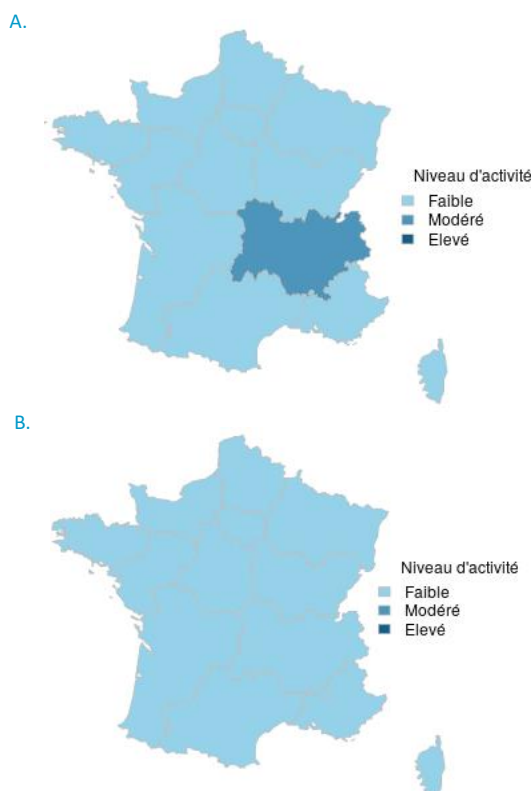 A.
Niveau d'activité
Faible
Modéré
Elevé
B.
Niveau d'activité
Faible
Modéré
Elevé